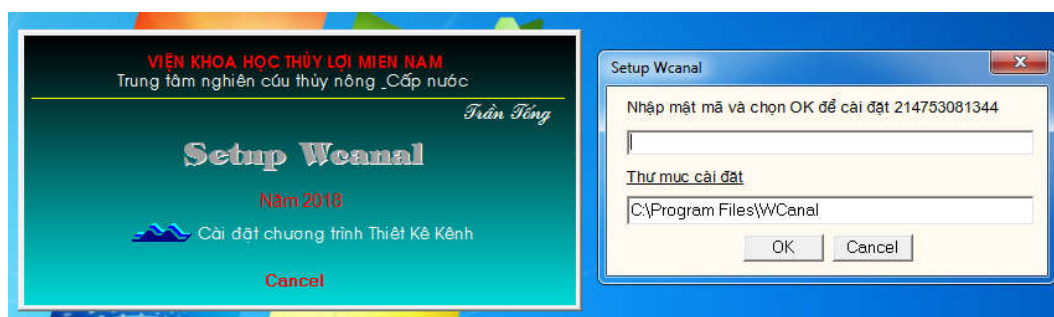 VIỆN KHOA HỌC THỦY LỢI MIEN NAM
Trung tâm nghiên cúu thủy nông _Cấp nước
Trần Tống
Setup Wcanal
Năm 2018
Cài đặt chương trình Thiêt Kê Kênh
Cancel
Setup Wcanal
X
Nhập mật mã và chọn OK để cài đặt 214753081344
Thư mục cài đặt
C:\Program Files\WCanal
OK Cancel